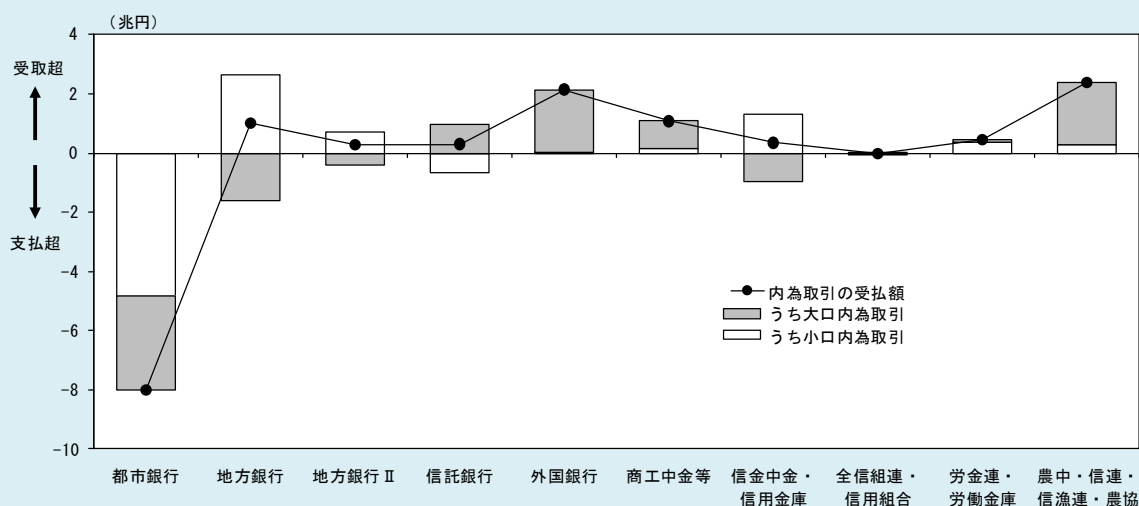 （兆円）
4
2
0
-2
-4
-6
-8
-10
受取超
支払超
内為取引の受払額
うち大口内為取引
うち小口内為取引
都市銀行
地方銀行
地方銀行Ⅱ
信託銀行
外国銀行
商工中金等
信金中金・
信用金庫
全信組連・
信用組合
労金連・
労働金庫
農中・信連・
信漁連・農協